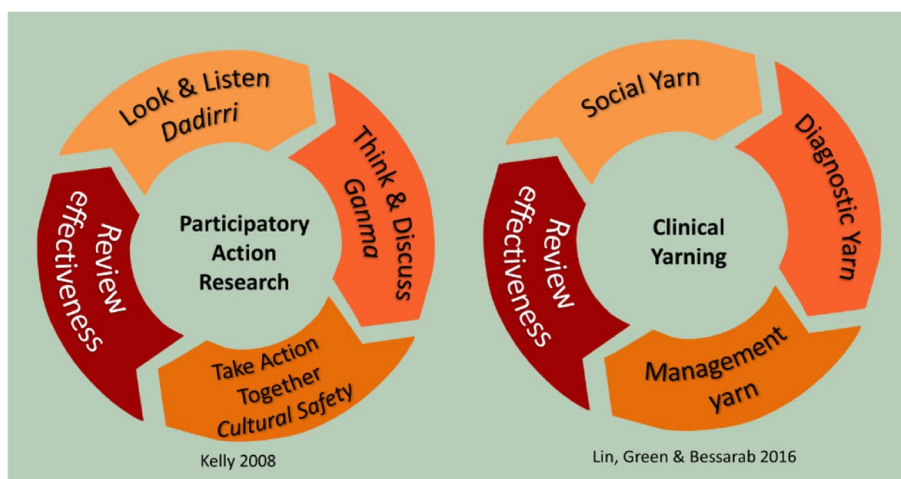 Look & Listen
Dadirri
Think & Discuss
Ganma
Take Action
Together
Cultural Safety
Review
effectiveness
Participatory
Action
Research
Kelly 2008
Social Yarn
Diagnostic Yarn
Management
yarn
Review
effectiveness
Clinical
Yarning
Lin, Green & Bessarab 2016